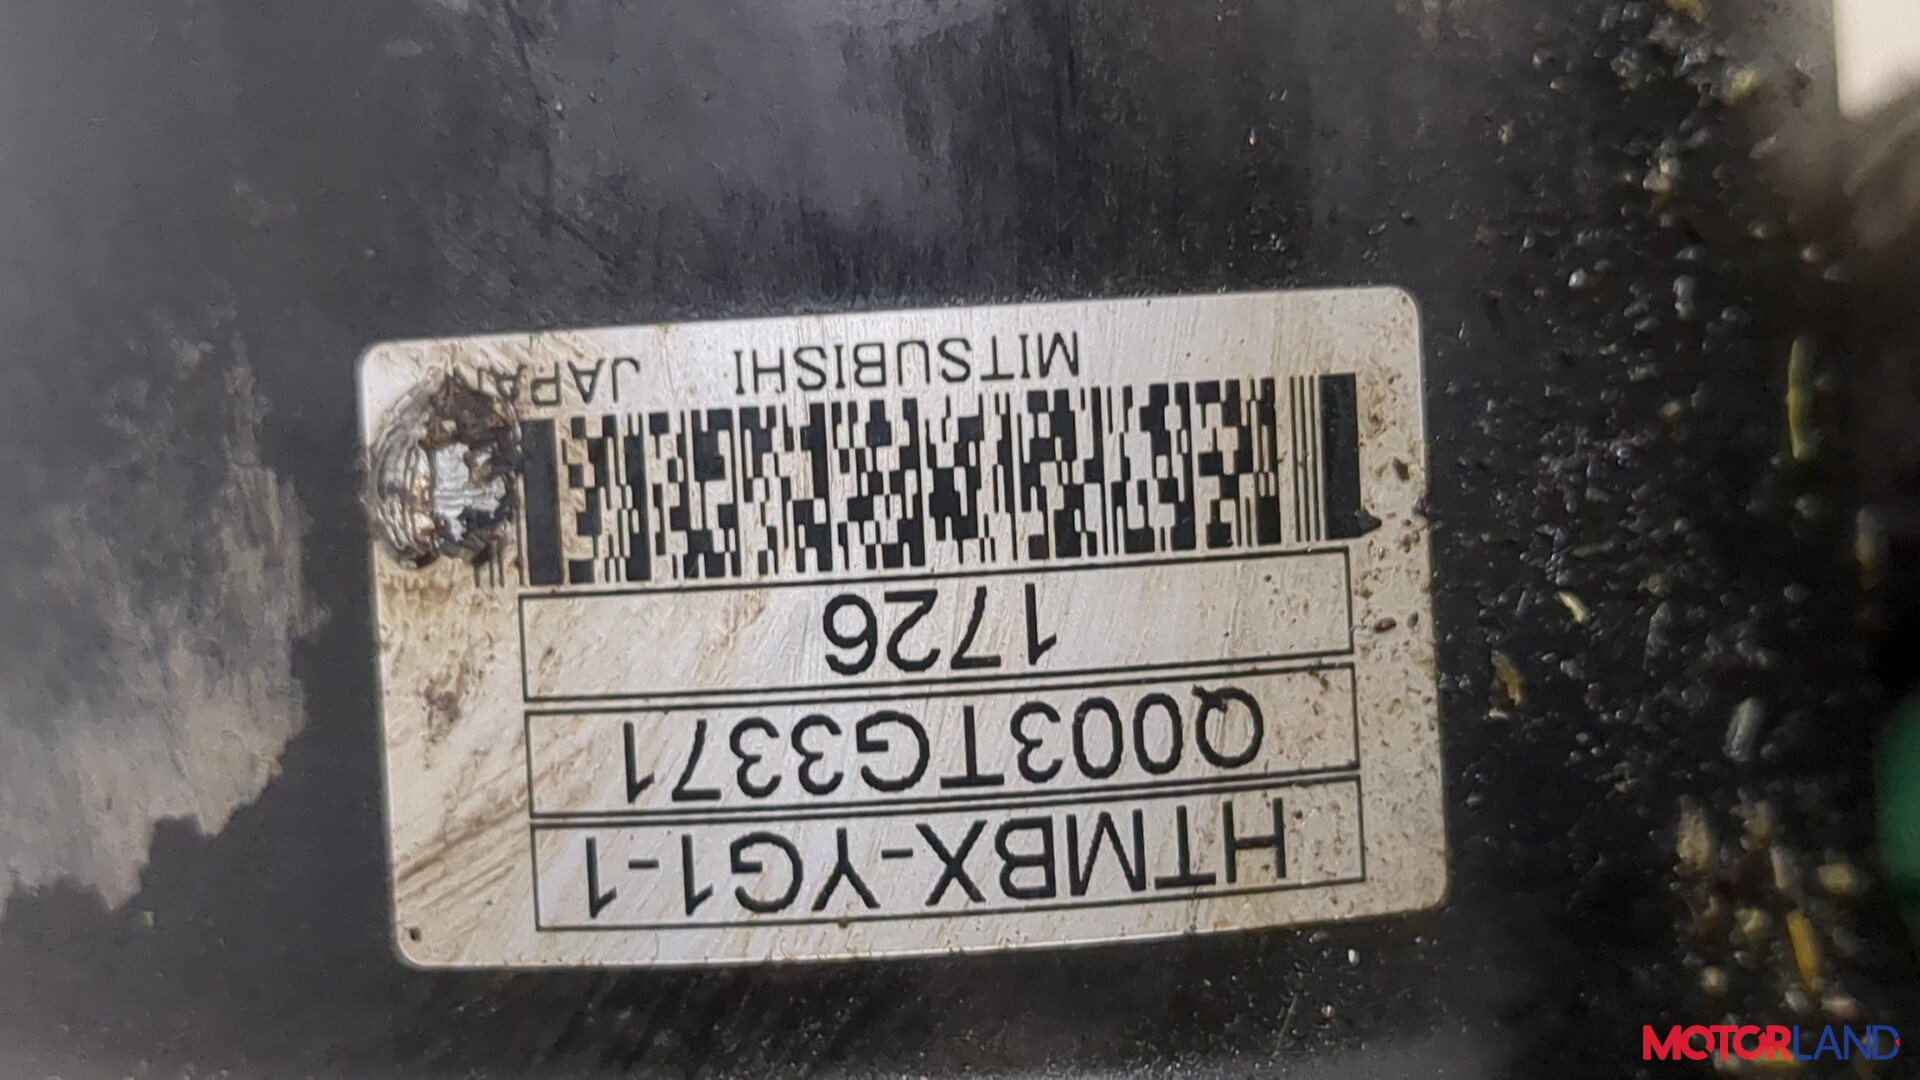 HTMBX-YG1-1
Q003TG3371
1726
MITSUBISHI JAPAN
MOTORLAND